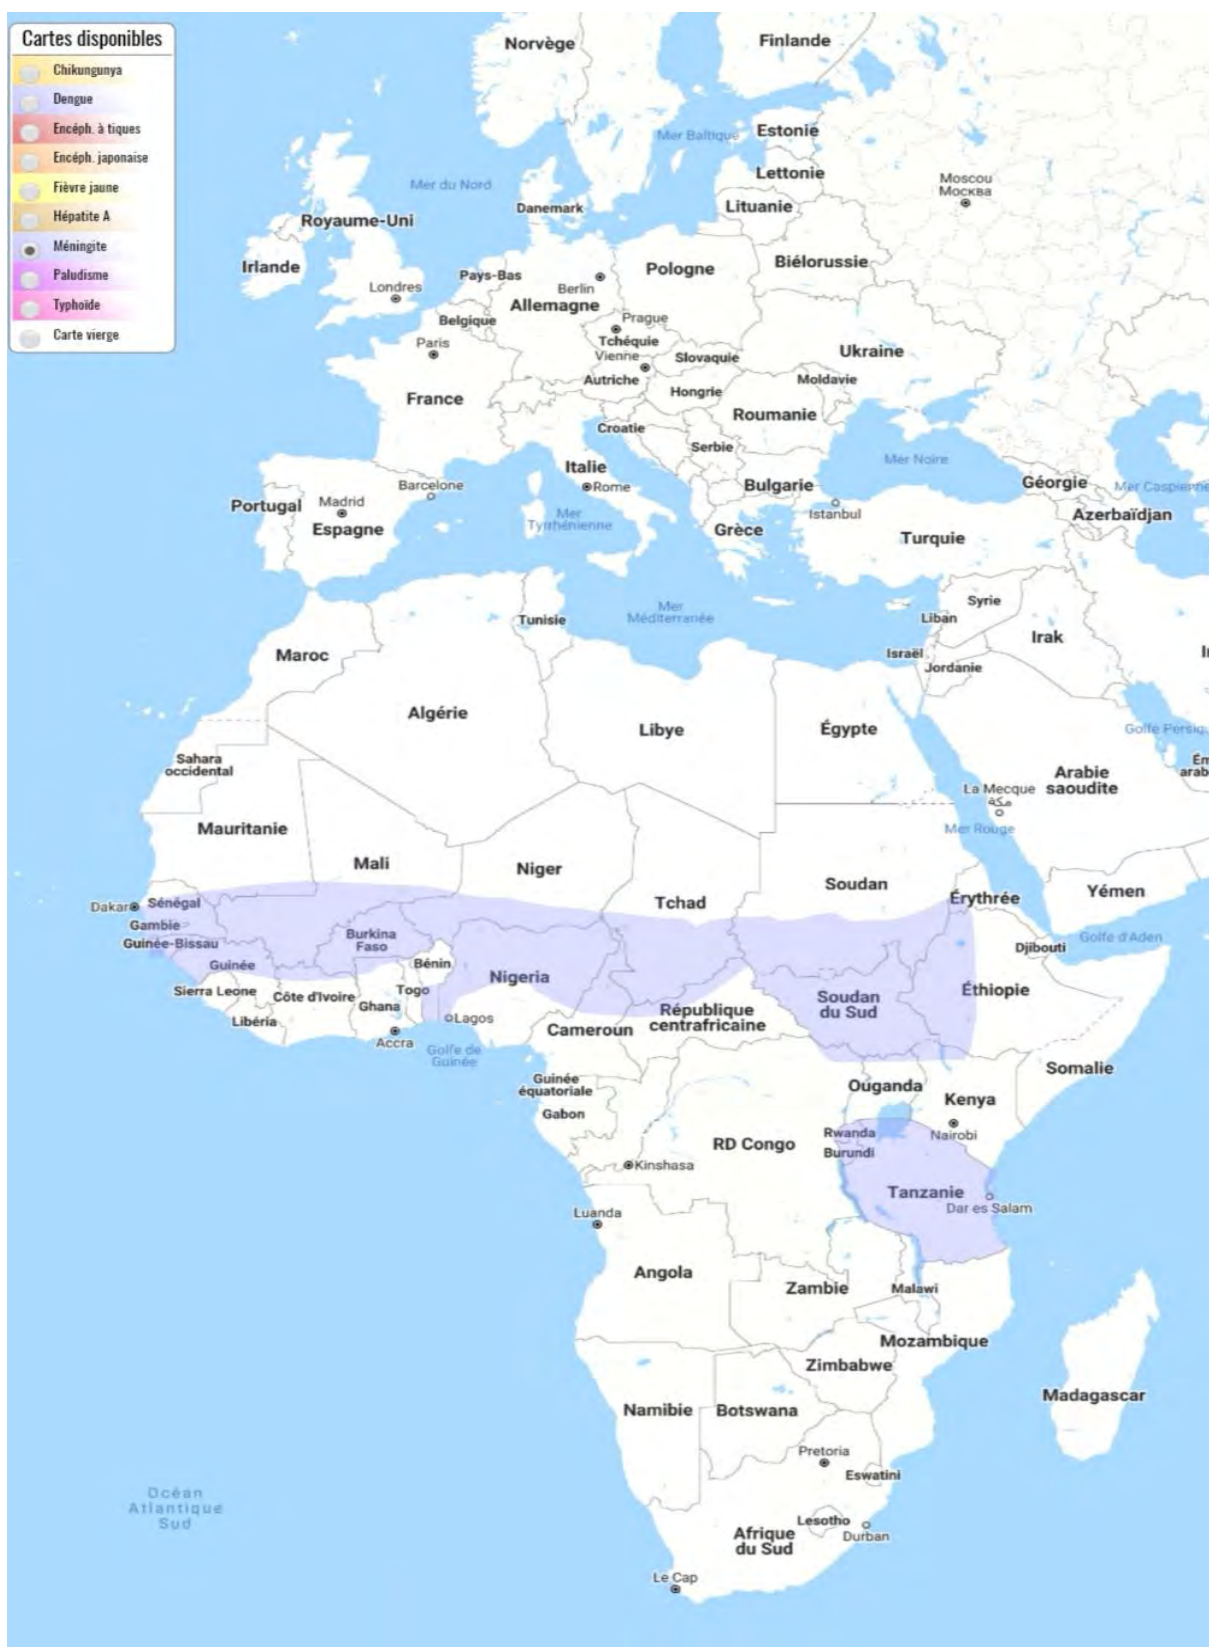 Cartes disponibles
Chikungunya
Dengue
Encéph. à tiques
Encéph. japonaise
Fièvre jaune
Hépatite A
Méningite
Paludisme
Typhoïde
Carte vierge
Norvège
Finlande
Mer Baltique
Estonie
Lettonie
Lituanie
Moscou
Москва
Mer du Nord
Danemark
Royaume-Uni
Irlande
Londres
Pays-Bas
Berlin
Allemagne
Pologne
Biélorussie
Belgique
Paris
Prague
Tchéquie
Vienne
Slovaquie
Ukraine
Autriche
Hongrie
Moldavie
France
Roumanie
Croatie
Serbie
Italie
Rome
Bulgarie
Mer Noire
Géorgie
Mer Caspienne
Azerbaïdjan
Barcelone
Portugal
Madrid
Espagne
Mer
Tyrrhénienne
Grèce
Istanbul
Turquie
Syrie
Liban
Irak
Israël
Jordanie
Tunisie
Mer
Méditerranée
Maroc
Algérie
Libye
Égypte
Golfe Persiq
Sahara
occidental
La Mecque
مكة
Arabie
saoudite
Ém
arab
Mauritanie
Mer Rouge
Mali
Niger
Tchad
Soudan
Érythrée
Yémen
Dakar
Sénégal
Gambie
Guinée-Bissau
Burkina
Faso
Golfe d'Aden
Djibouti
Guinée
Bénin
Nigeria
Éthiopie
Sierra Leone
Côte d'Ivoire
Togo
Ghana
Soudan
du Sud
Libéria
Lagos
Cameroun
République
centrafricaine
Accra
Golfe de
Guinée
Somalie
Guinée
équatoriale
Ouganda
Kenya
Gabon
Nairobi
Rwanda
RD Congo
Burundi
Kinshasa
Tanzanie
Dar es Salam
Luanda
Angola
Zambie
Malawi
Mozambique
Zimbabwe
Madagascar
Namibie
Botswana
Pretoria
Eswatini
Océan
Atlantique
Sud
Lesotho
Durban
Afrique
du Sud
Le Cap